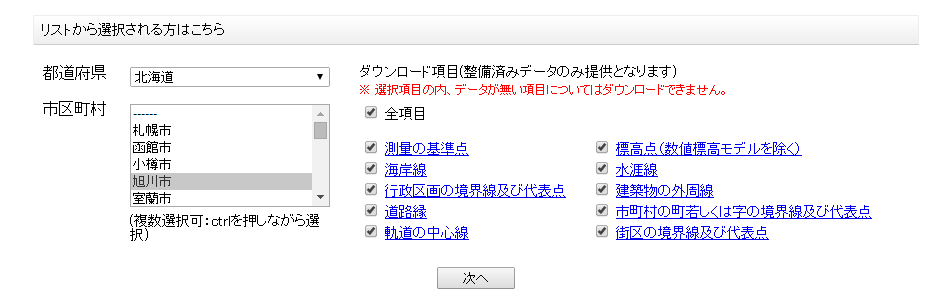 リストから選択される方はこちら
都道府県
北海道
市区町村
------
札幌市
函館市
小樽市
旭川市
室蘭市
(複数選択可：ctrlを押しながら選
択)
ダウンロード項目(整備済みデータのみ提供となります)
※ 選択項目の内、データが無い項目についてはダウンロードできません。
全項目
測量の基準点
標高点(数値標高モデルを除く)
海岸線
水涯線
行政区画の境界線及び代表点
建築物の外周線
道路縁
市町村の町若しくは字の境界線及び代表点
軌道の中心線
街区の境界線及び代表点
次へ